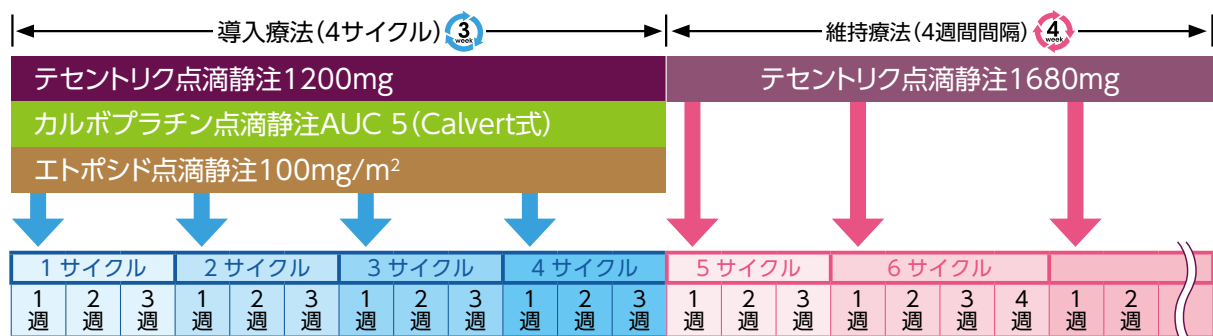 導入療法(4サイクル) 3 week 維持療法(4週間間隔) 4 week
テセントリク点滴静注1200mg テセントリク点滴静注1680mg
カルボプラチン点滴静注AUC 5(Calvert式)
エトポシド点滴静注100mg/m²
1 サイクル 2 サイクル 3 サイクル 4 サイクル 5 サイクル 6 サイクル
1週 2週 3週 1週 2週 3週 1週 2週 3週 1週 2週 3週 1週 2週 3週 1週 2週 3週 4週 1週 2週